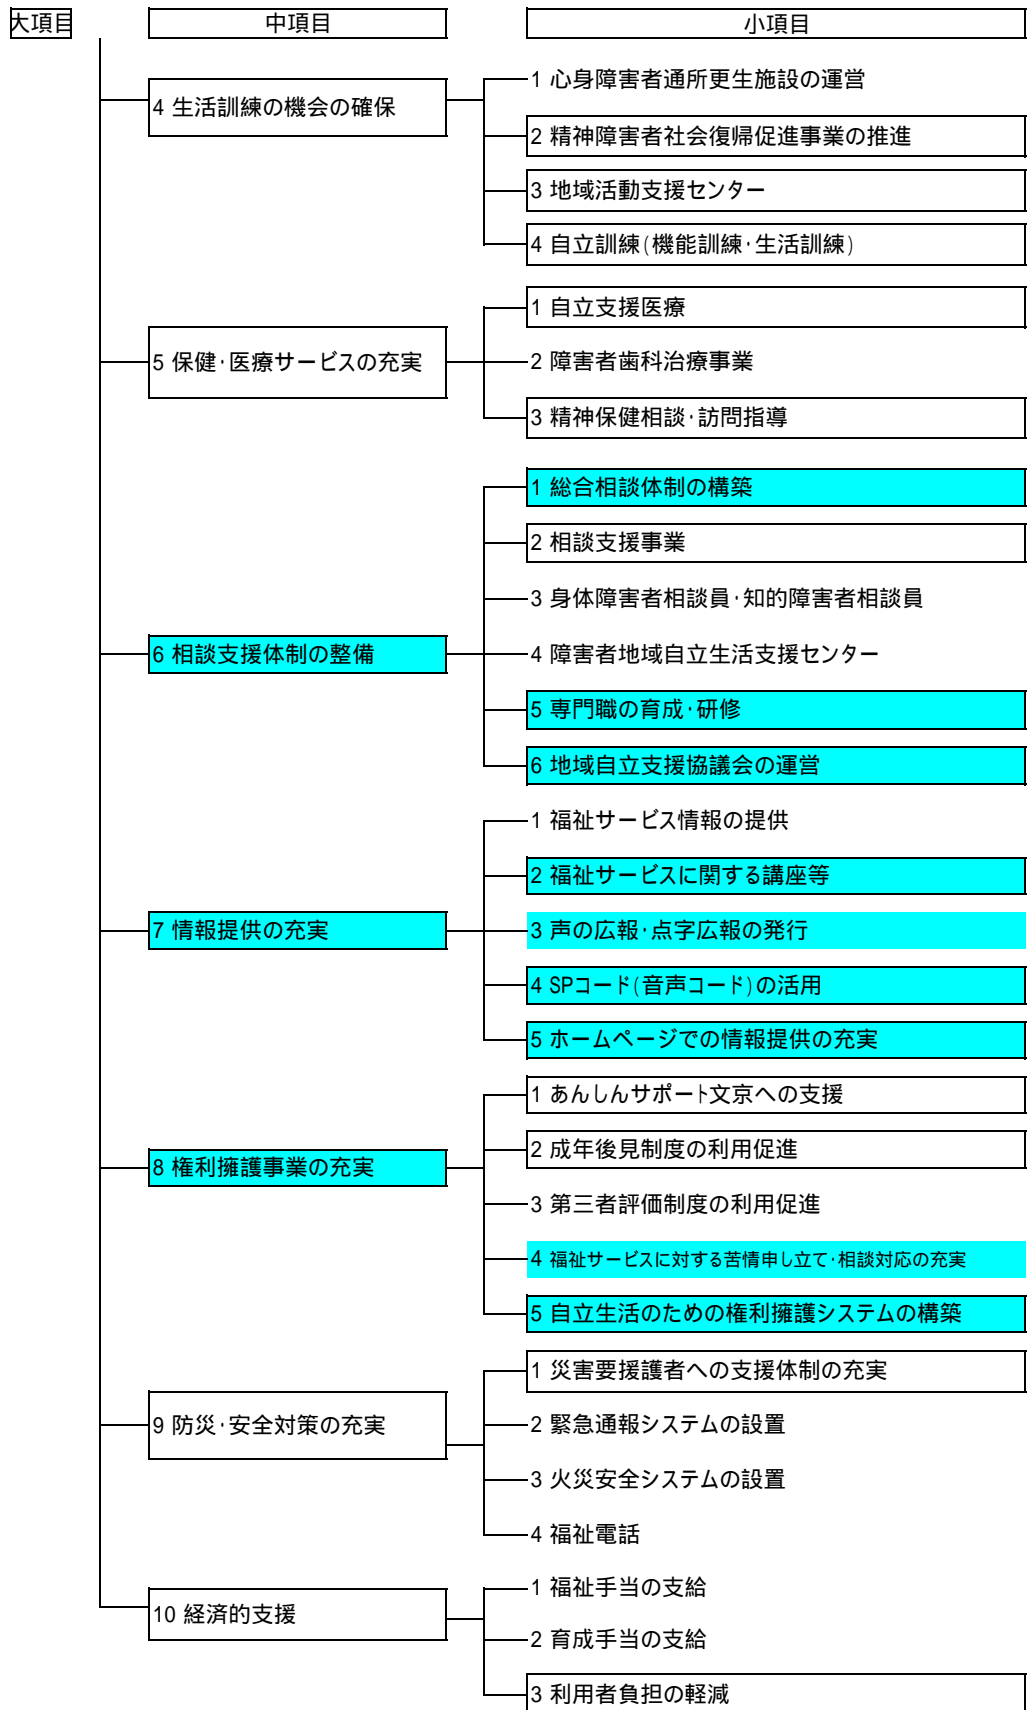 大項目 中項目 小項目
4 生活訓練の機会の確保
1 心身障害者通所更生施設の運営
2 精神障害者社会復帰促進事業の推進
3 地域活動支援センター
4 自立訓練(機能訓練･生活訓練)
5 保健･医療サービスの充実
1 自立支援医療
2 障害者歯科治療事業
3 精神保健相談･訪問指導
6 相談支援体制の整備
1 総合相談体制の構築
2 相談支援事業
3 身体障害者相談員･知的障害者相談員
4 障害者地域自立生活支援センター
5 専門職の育成･研修
6 地域自立支援協議会の運営
7 情報提供の充実
1 福祉サービス情報の提供
2 福祉サービスに関する講座等
3 声の広報･点字広報の発行
4 SPコード(音声コード)の活用
5 ホームページでの情報提供の充実
8 権利擁護事業の充実
1 あんしんサポート文京への支援
2 成年後見制度の利用促進
3 第三者評価制度の利用促進
4 福祉サービスに対する苦情申し立て･相談対応の充実
5 自立生活のための権利擁護システムの構築
9 防災･安全対策の充実
1 災害要援護者への支援体制の充実
2 緊急通報システムの設置
3 火災安全システムの設置
4 福祉電話
10 経済的支援
1 福祉手当の支給
2 育成手当の支給
3 利用者負担の軽減